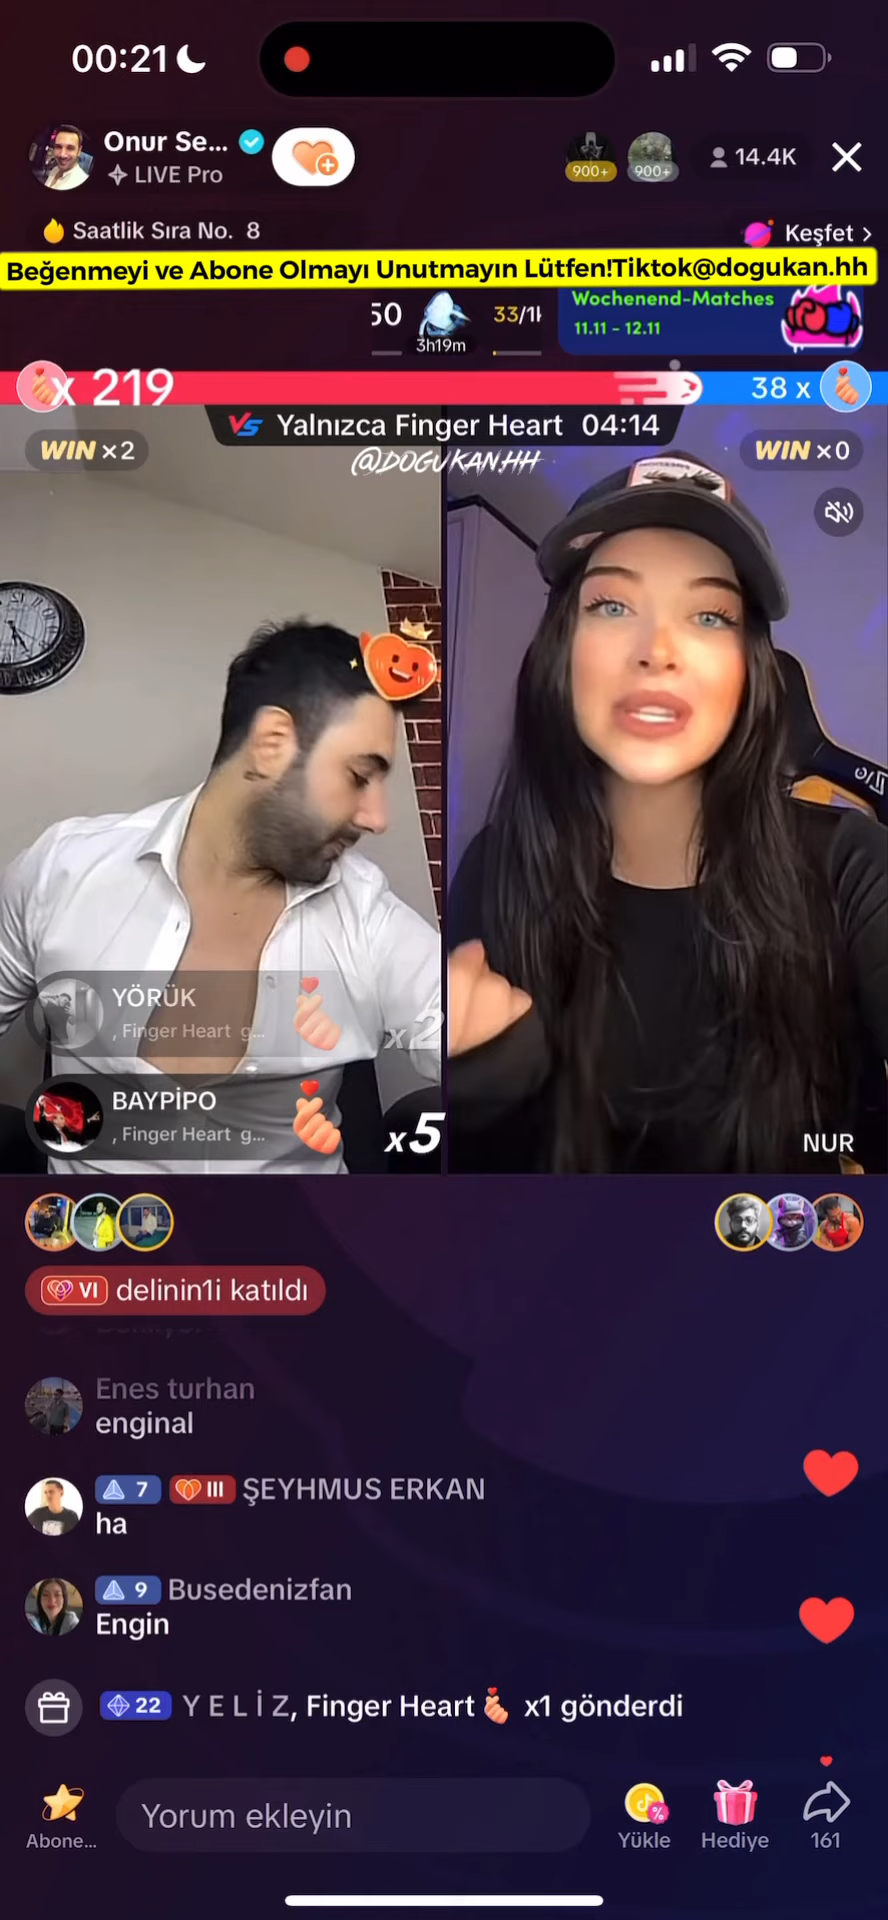 00:21
Onur Se...
LIVE Pro
900+
900+
14.4K
Saatlik Sıra No. 8
Keşfet >
Beğenmeyi ve Abone Olmayı Unutmayın Lütfen!Tiktok@dogukan.hh
50
3h19m
33/1
Wochenend-Matches
11.11 - 12.11
x 219
38 x
VS Yalnızca Finger Heart 04:14
WIN x2
@DOGUKAN.HH
WIN x0
YÖRÜK
, Finger Heart g...
x2
BAYPİPO
, Finger Heart g...
x5
NUR
VI delinin1i katıldı
Enes turhan
enginal
7 III ŞEYHMUS ERKAN
ha
9 Busedenizfan
Engin
22 Y E L İ Z, Finger Heart x1 gönderdi
Abone...
Yorum ekleyin
Yükle
Hediye
161